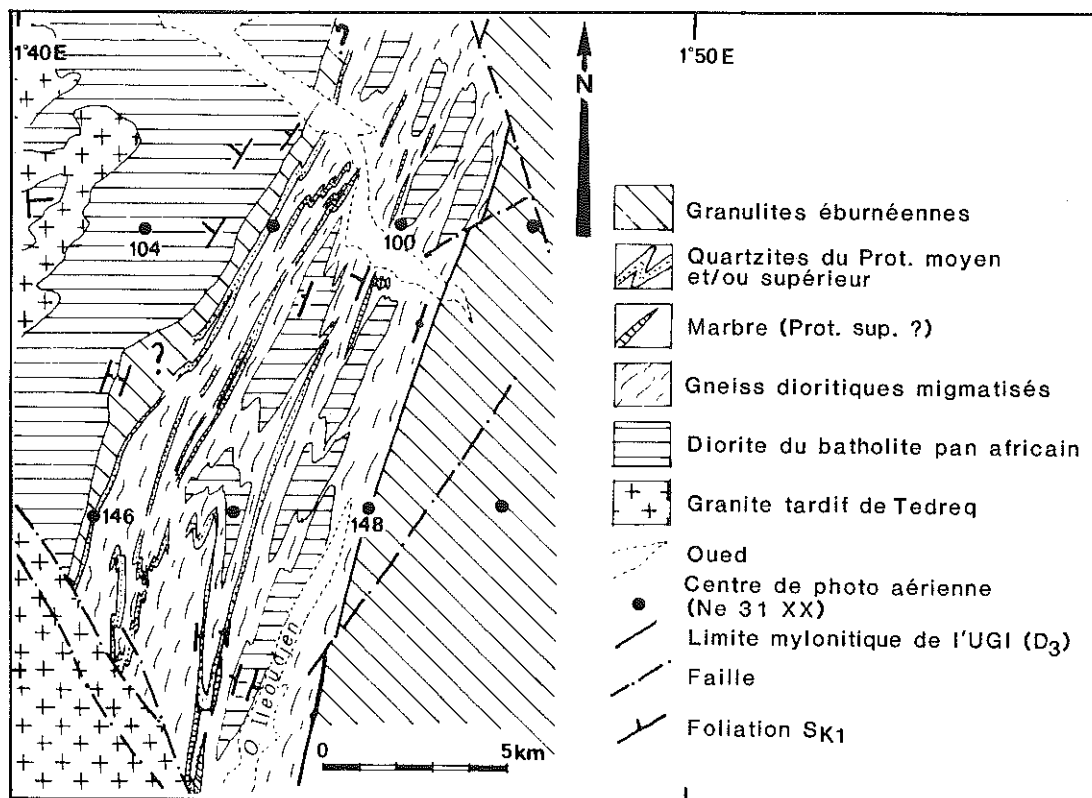 1°40E
1°50E
?
N
104
100
?
146
148
O Ileoudjen
0 5km
Granulites éburnéennes
Quartzites du Prot. moyen
et/ou supérieur
Marbre (Prot. sup. ?)
Gneiss dioritiques migmatisés
Diorite du batholite pan africain
Granite tardif de Tedreq
Oued
Centre de photo aérienne
(Ne 31 XX)
Limite mylonitique de l'UGI (D3)
Faille
Foliation SK1